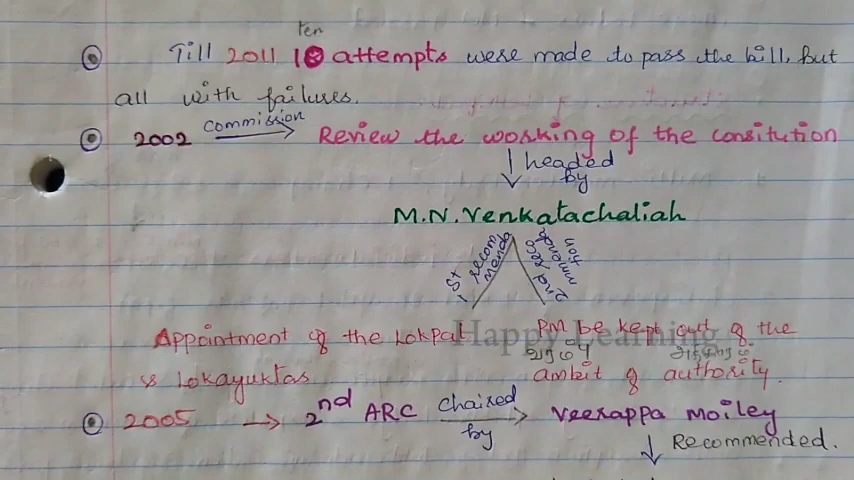 ten
Till 2011 10 attempts were made to pass the bill, but
all with failures.
2002 commission → Review the working of the consitution
↓ headed by
M.N. Venkatachaliah
1st recommenda
2nd recommendation
Appointment of the Lokpal
PM be kept out of the
Happy Learning
வரம்பு
& Lokayuktas
ambit of authority.
2005 → 2nd ARC Chaired by → Veerappa Moiley
↓ Recommended.